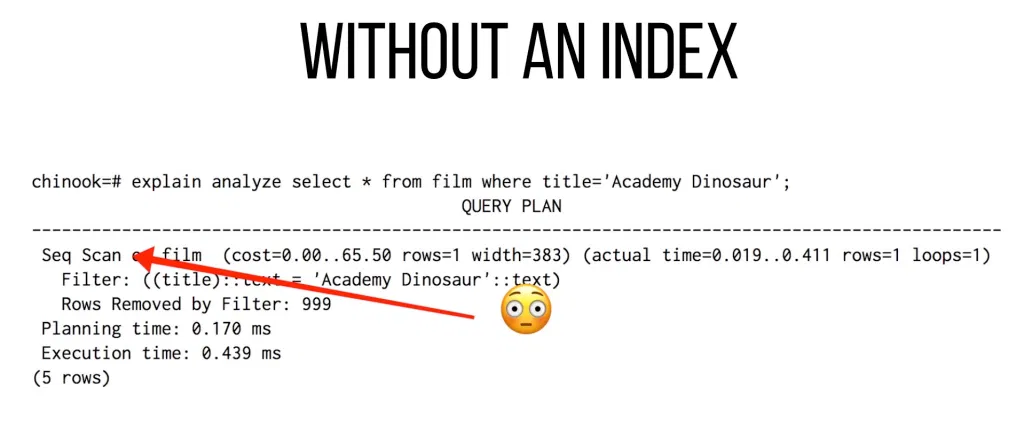 WITHOUT AN INDEX
chinook=# explain analyze select * from film where title='Academy Dinosaur';
QUERY PLAN
-------------------------------------------------------------------------------------------------
Seq Scan on film (cost=0.00..65.50 rows=1 width=383) (actual time=0.019..0.411 rows=1 loops=1)
Filter: ((title)::text = 'Academy Dinosaur'::text)
Rows Removed by Filter: 999
Planning time: 0.170 ms
Execution time: 0.439 ms
(5 rows)